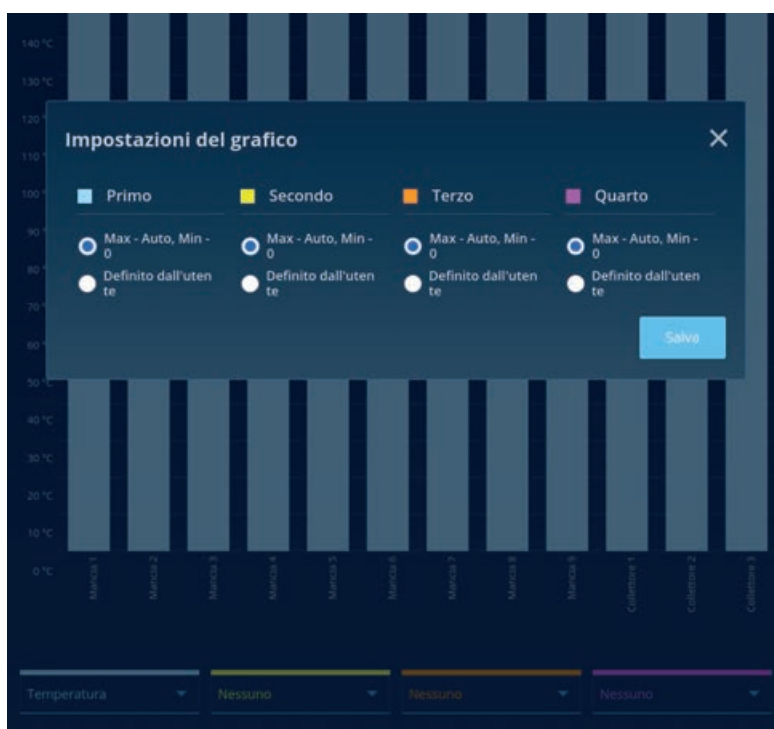 140 °C
130 °C
120 °
Impostazioni del grafico
110 °
100 °
Primo
Secondo
Terzo
Quarto
90 °
Max - Auto, Min -
0
Max - Auto, Min -
0
Max - Auto, Min -
0
Max - Auto, Min -
0
80 °
Definito dall'uten
te
Definito dall'uten
te
Definito dall'uten
te
Definito dall'uten
te
70 °
60 °
Salva
50 °C
40 °C
30 °C
20 °C
10 °C
0 °C
Mancia 1
Mancia 2
Mancia 3
Mancia 4
Mancia 5
Mancia 6
Mancia 7
Mancia 8
Mancia 9
Collettore 1
Collettore 2
Collettore 3
Temperatura
Nessuno
Nessuno
Nessuno